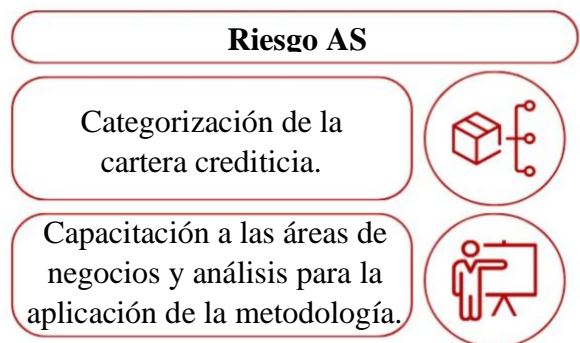 Riesgo AS
Categorización de la
cartera crediticia.
Capacitación a las áreas de
negocios y análisis para la
aplicación de la metodología.